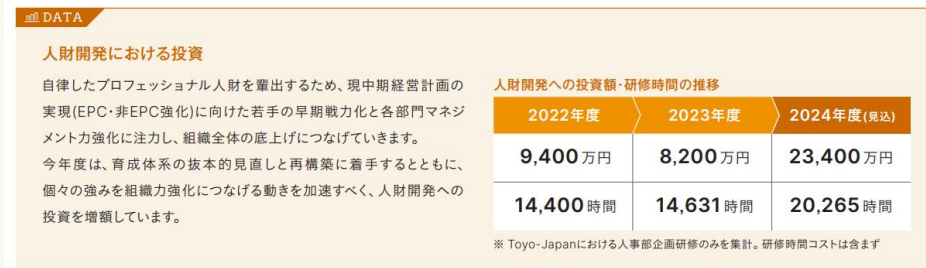 DATA
人財開発における投資
自律したプロフェッショナル人財を輩出するため、現中期経営計画の
実現(EPC・非EPC強化)に向けた若手の早期戦力化と各部門マネジ
メント力強化に注力し、組織全体の底上げにつなげていきます。
今年度は、育成体系の抜本的見直しと再構築に着手するとともに、
個々の強みを組織力強化につなげる動きを加速すべく、人財開発への
投資を増額しています。
人財開発への投資額・研修時間の推移
2022年度 2023年度 2024年度(見込)
9,400万円 8,200万円 23,400万円
14,400時間 14,631時間 20,265時間
※ Toyo-Japanにおける人事部企画研修のみを集計。研修時間コストは含まず